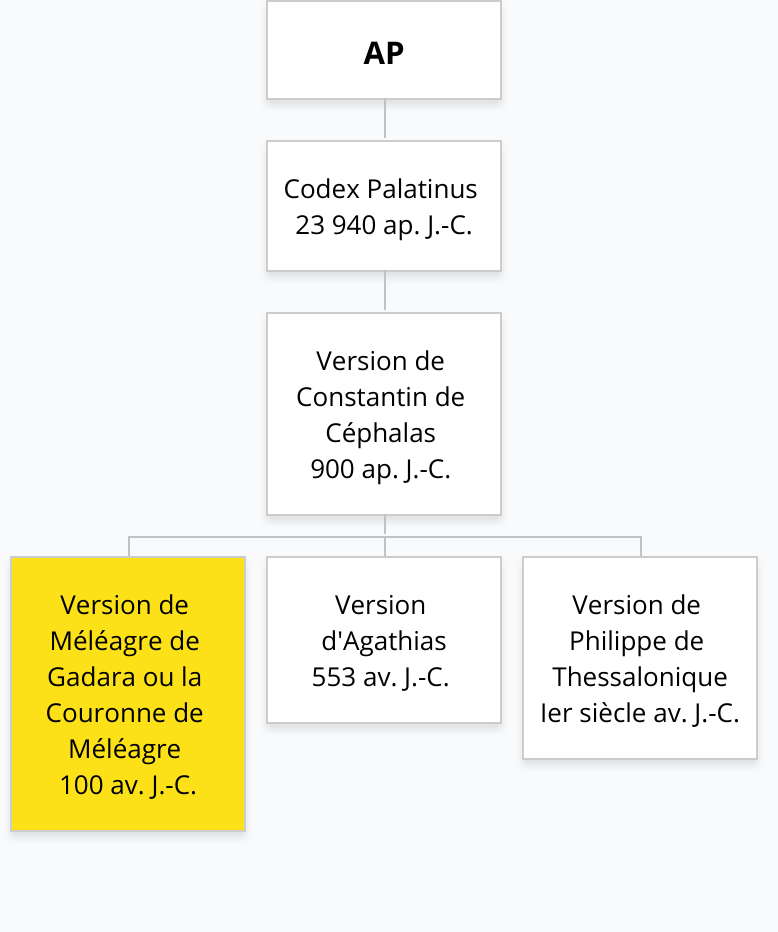 AP
Codex Palatinus
23 940 ap. J.-C.
Version de
Constantin de
Céphalas
900 ap. J.-C.
Version de
Méléagre de
Gadara ou la
Couronne de
Méléagre
100 av. J.-C.
Version
d'Agathias
553 av. J.-C.
Version de
Philippe de
Thessalonique
Ier siècle av. J.-C.